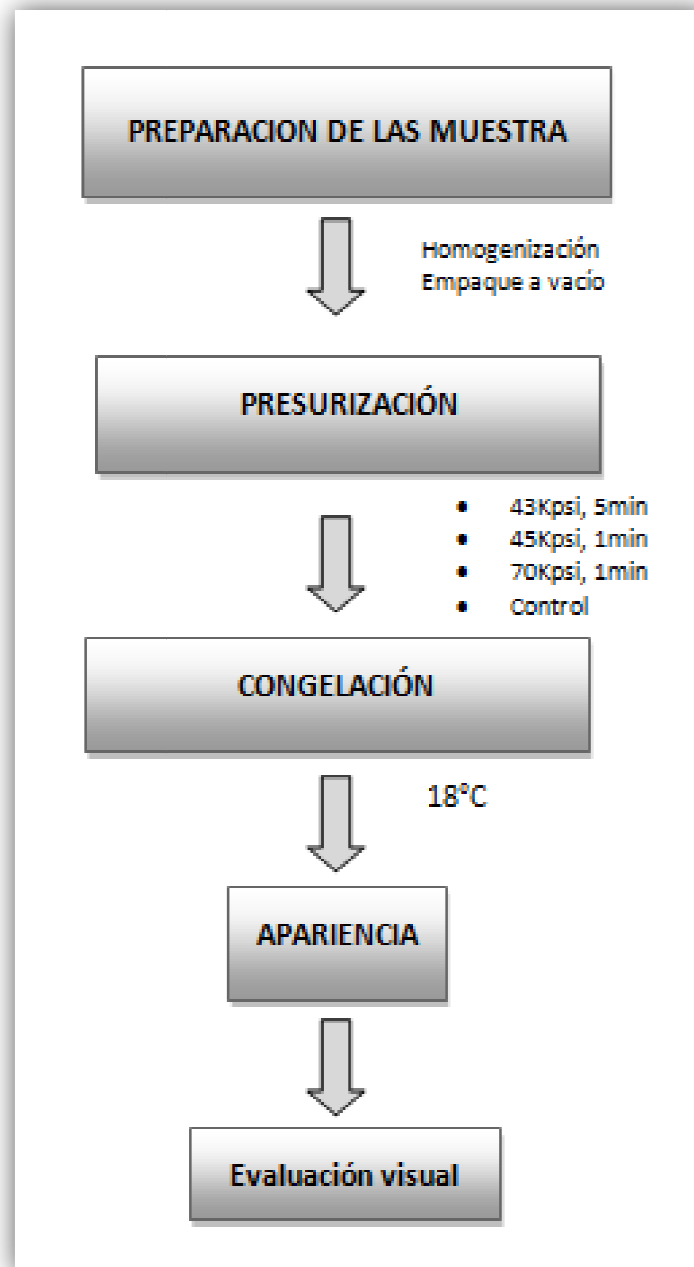 PREPARACION DE LAS MUESTRA
Homogenización
Empaque a vacío
PRESURIZACIÓN
• 43Kpsi, 5min
• 45Kpsi, 1min
• 70Kpsi, 1min
• Control
CONGELACIÓN
18°C
APARIENCIA
Evaluación visual